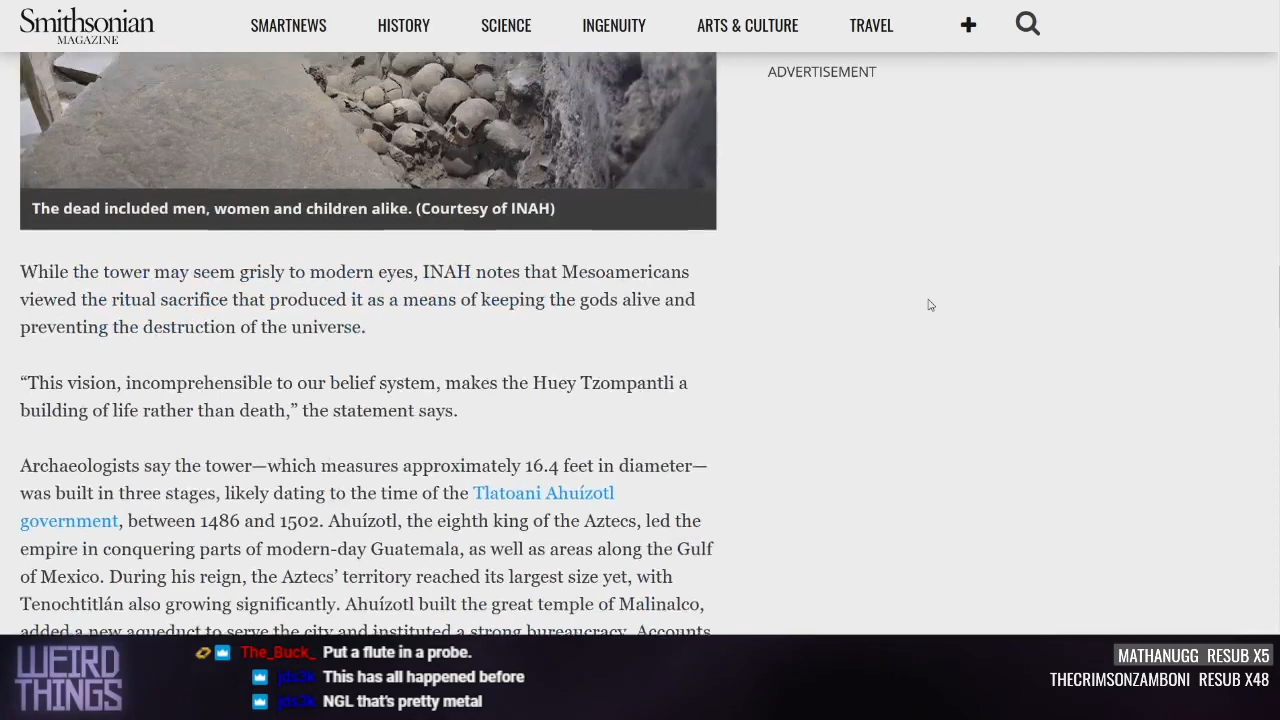 Smithsonian
MAGAZINE
SMARTNEWS HISTORY SCIENCE INGENUITY ARTS & CULTURE TRAVEL
ADVERTISEMENT
The dead included men, women and children alike. (Courtesy of INAH)
While the tower may seem grisly to modern eyes, INAH notes that Mesoamericans
viewed the ritual sacrifice that produced it as a means of keeping the gods alive and
preventing the destruction of the universe.
“This vision, incomprehensible to our belief system, makes the Huey Tzompantli a
building of life rather than death,” the statement says.
Archaeologists say the tower—which measures approximately 16.4 feet in diameter—
was built in three stages, likely dating to the time of the Tlatoani Ahuízotl
government, between 1486 and 1502. Ahuízotl, the eighth king of the Aztecs, led the
empire in conquering parts of modern-day Guatemala, as well as areas along the Gulf
of Mexico. During his reign, the Aztecs’ territory reached its largest size yet, with
Tenochtitlán also growing significantly. Ahuízotl built the great temple of Malinalco,
added a new aqueduct to serve the city and instituted a strong bureaucracy. Accounts
WEIRD
THINGS
The_Buck_ Put a flute in a probe.
jds3k This has all happened before
jds3k NGL that's pretty metal
MATHANUGG RESUB X5
THECRIMSONZAMBONI RESUB X48